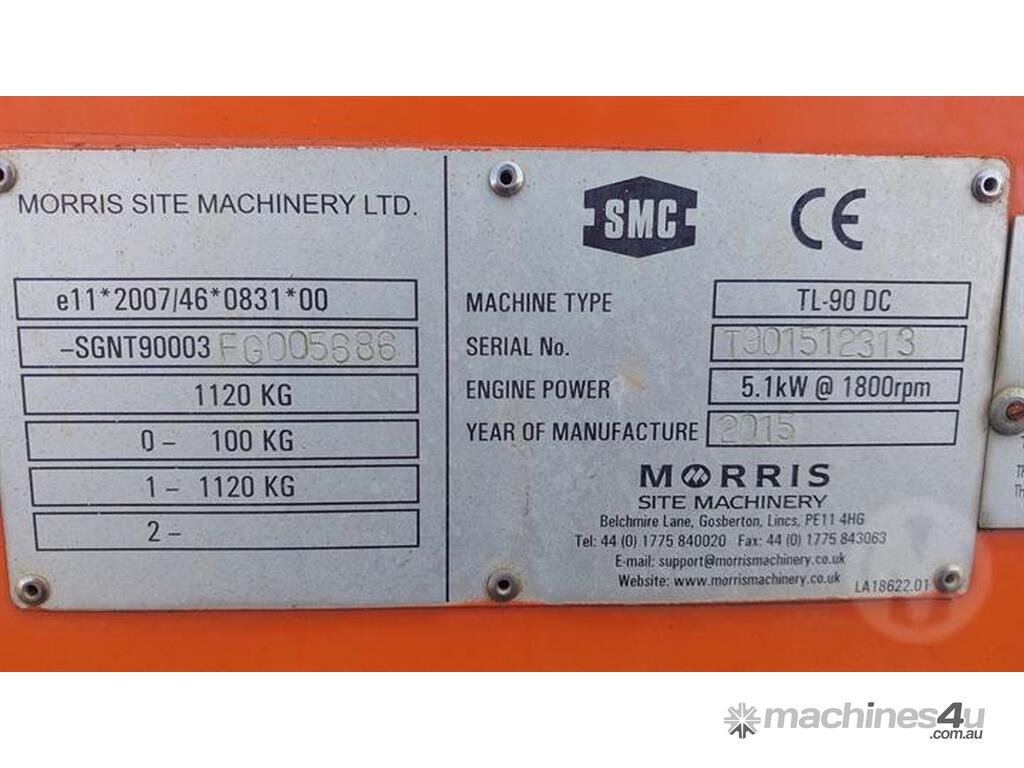 MORRIS SITE MACHINERY LTD.
e11*2007/46*0831*00
-SGNT90003 FG005686
1120 KG
0- 100 KG
1- 1120 KG
2-
SMC
CE
MACHINE TYPE TL-90 DC
SERIAL No. T901512313
ENGINE POWER 5.1kW @ 1800rpm
YEAR OF MANUFACTURE 2015
MORRIS
SITE MACHINERY
Belchmire Lane, Gosberton, Lincs, PE11 4HG
Tel: 44 (0) 1775 840020 Fax: 44 (0) 1775 843063
E-mail: support@morrismachinery.co.uk
Website: www.morrismachinery.co.uk
LA18622.01
machines4u
.com.au